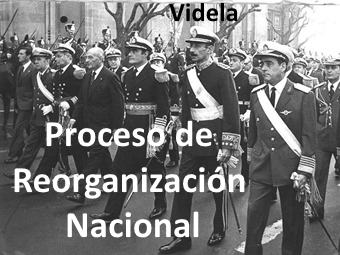 Videla
Proceso de
Reorganización
Nacional